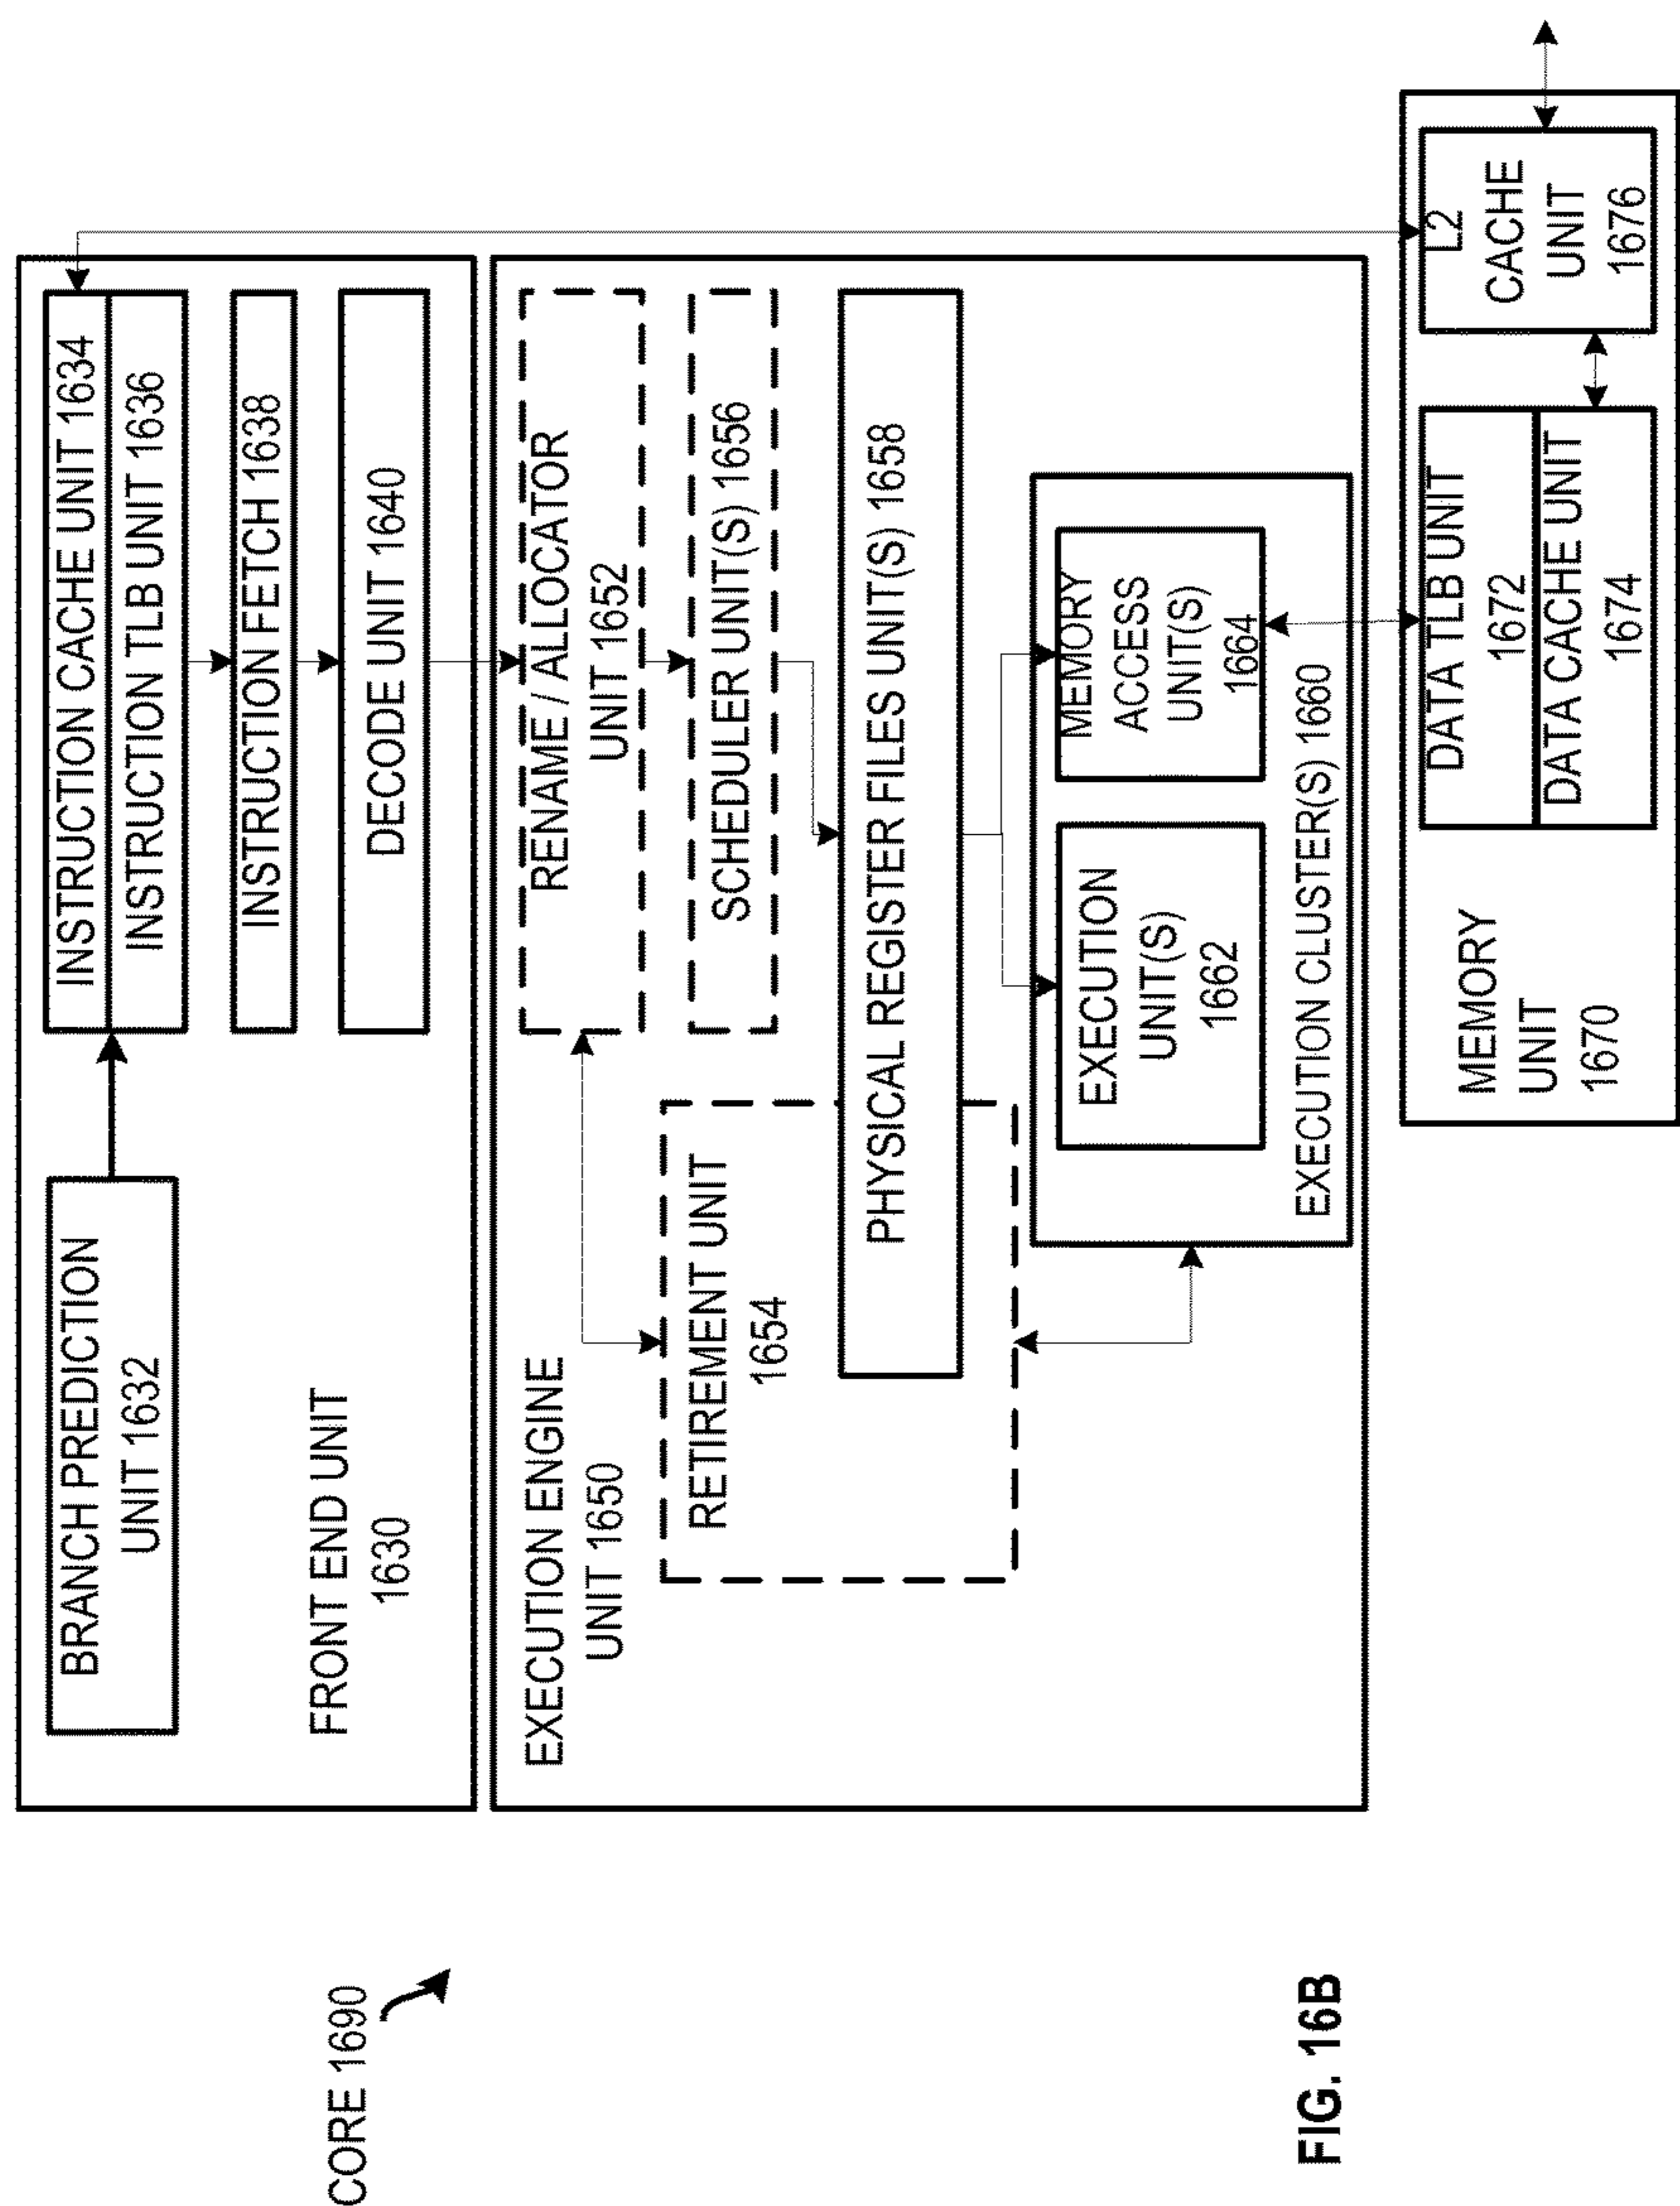 BRANCH PREDICTION
UNIT 1632
INSTRUCTION CACHE UNIT 1634
INSTRUCTION TLB UNIT 1636
INSTRUCTION FETCH 1638
DECODE UNIT 1640
FRONT END UNIT
1630
CORE 1690
EXECUTION ENGINE
UNIT 1650
RENAME / ALLOCATOR
UNIT 1652
RETIREMENT UNIT
1654
SCHEDULER UNIT(S) 1656
PHYSICAL REGISTER FILES UNIT(S) 1658
EXECUTION
UNIT(S)
1662
MEMORY
ACCESS
UNIT(S)
1664
EXECUTION CLUSTER(S) 1660
MEMORY
UNIT
1670
DATA TLB UNIT
1672
DATA CACHE UNIT
1674
L2
CACHE
UNIT
1676
FIG. 16B